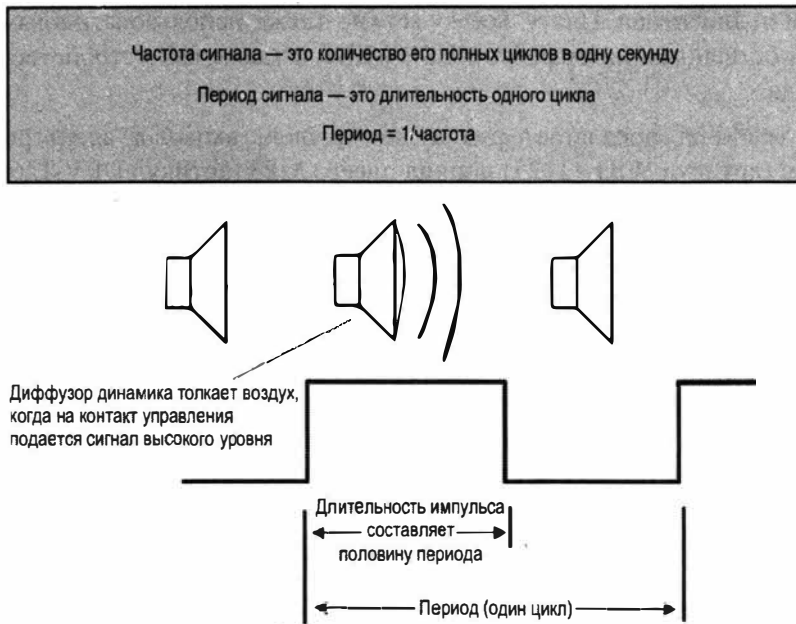 Частота сигнала — это количество его полных циклов в одну секунду
Период сигнала — это длительность одного цикла
Период = 1/частота
Диффузор динамика толкает воздух,
когда на контакт управления
подается сигнал высокого уровня
Длительность импульса
составляет
половину периода
Период (один цикл)